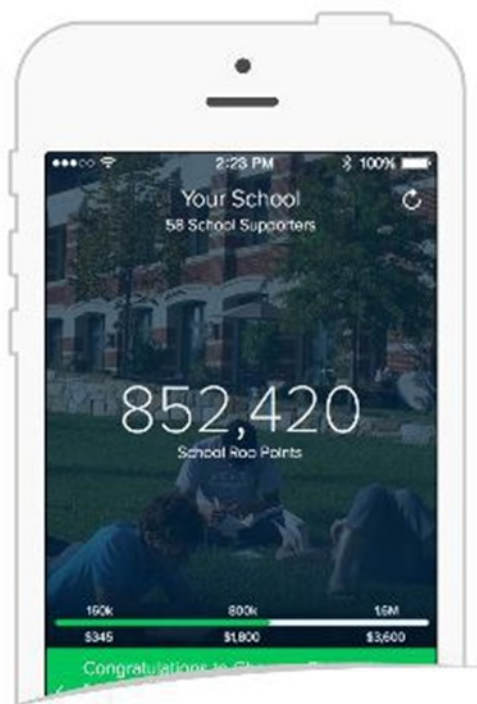 2:23 PM
100%
Your School
58 School Supporters
852,420
School Roo Points
160k 800k 1.6M
$345 $1,800 $3,600
Congratulations to